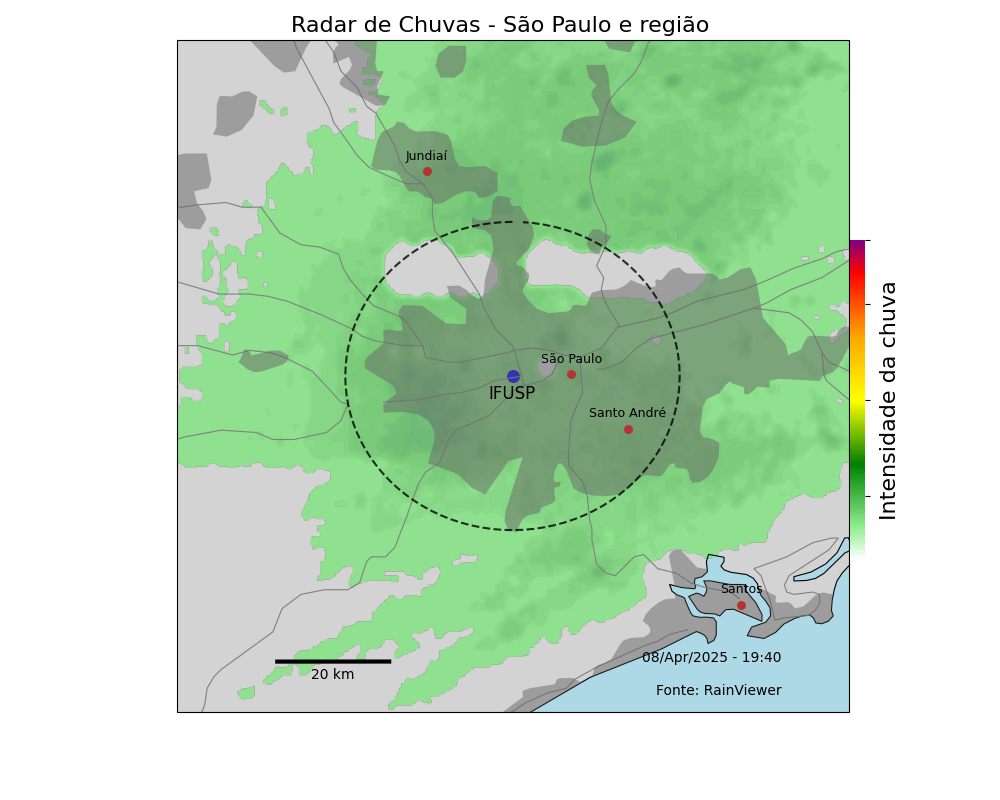 Radar de Chuvas - São Paulo e região
Jundiaí
São Paulo
IFUSP
Santo André
Intensidade da chuva
Santos
08/Apr/2025 - 19:40
20 km
Fonte: RainViewer